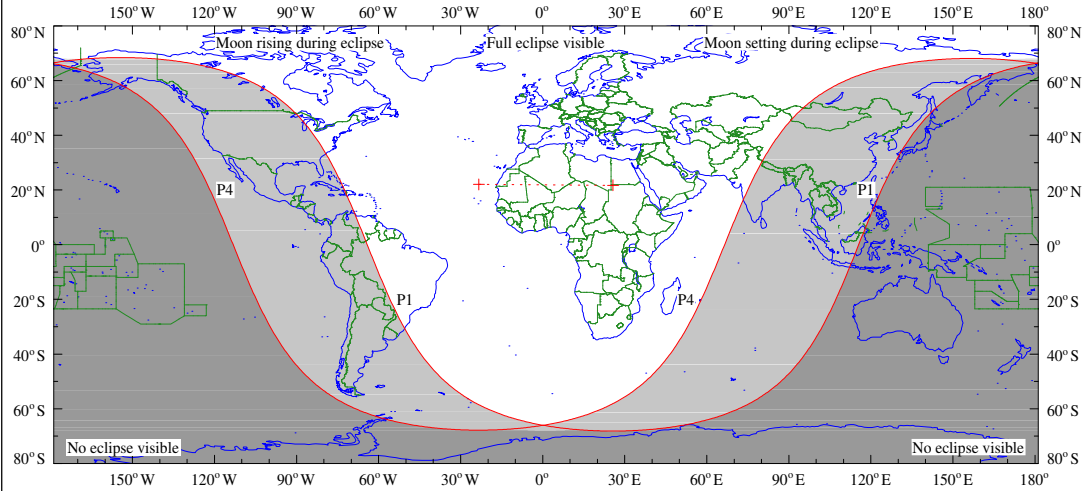 150° W 120° W 90° W 60° W 30° W 0° 30° E 60° E 90° E 120° E 150° E 180°
80° N 80° N
Moon rising during eclipse Full eclipse visible Moon setting during eclipse
60° N 60° N
40° N 40° N
20° N P4 P1 20° N
0° 0°
20° S P1 P4 20° S
40° S 40° S
60° S 60° S
No eclipse visible No eclipse visible
80° S 80° S
150° W 120° W 90° W 60° W 30° W 0° 30° E 60° E 90° E 120° E 150° E 180°